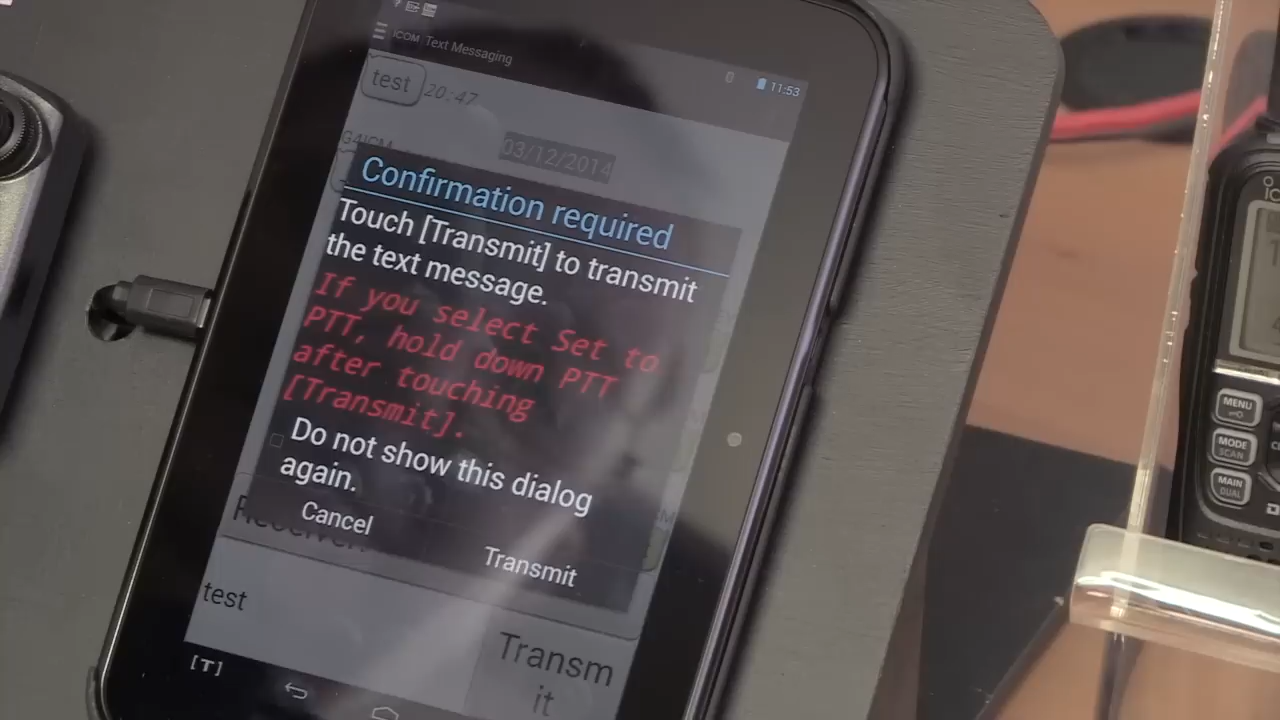 ICOM Text Messaging
11:53
test 20:47
03/12/2014
Confirmation required
Touch [Transmit] to transmit
the text message.
If you select Set to
PTT, hold down PTT
after touching
[Transmit].
Do not show this dialog
again.
Cancel
Transmit
test
Transm
it
[T]
MENU
MODE
SCAN
MAIN
DUAL